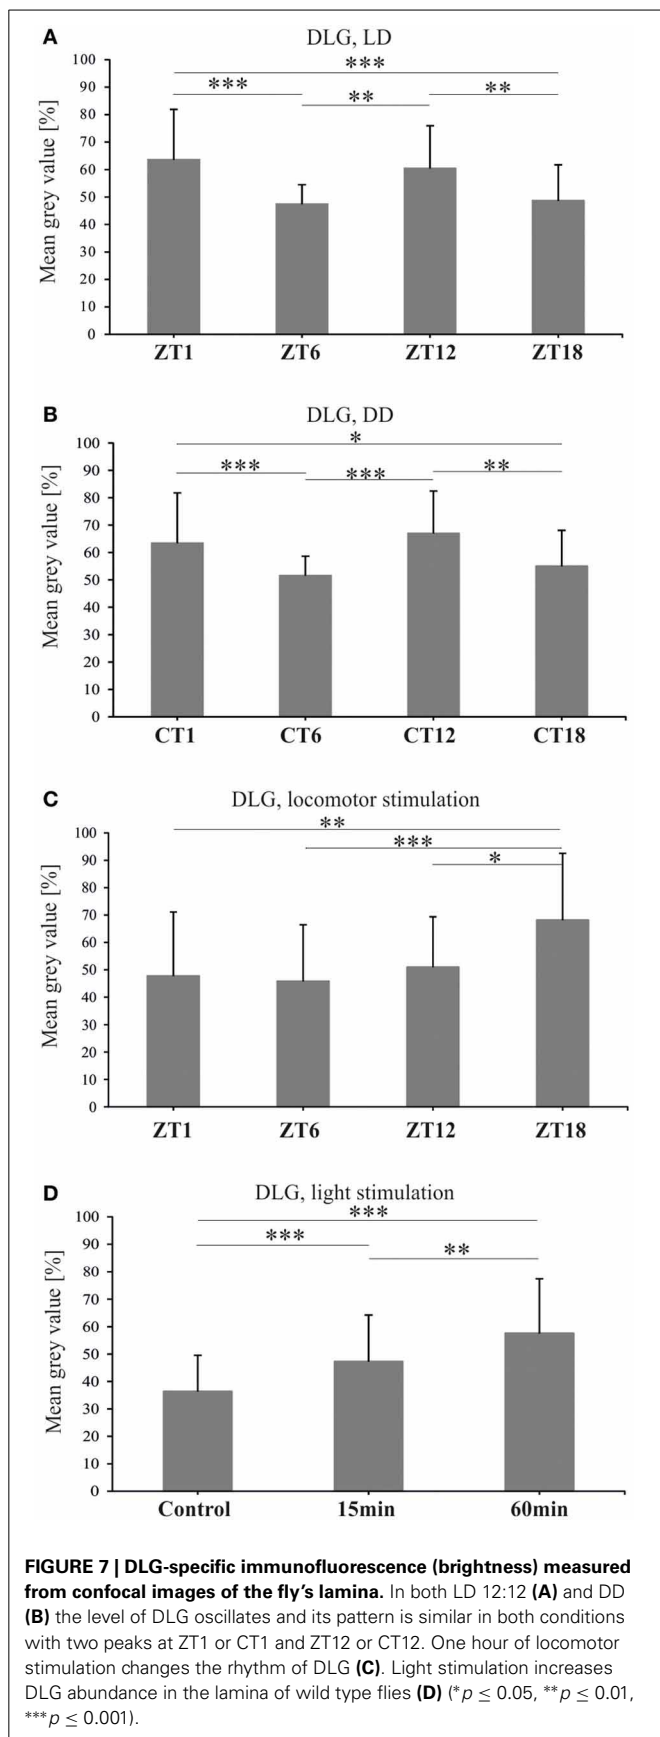 A
DLG, LD
Mean grey value [%]
100
90
80
70
60
50
40
30
20
10
0
***
***
**
**
ZT1 ZT6 ZT12 ZT18
B
DLG, DD
Mean grey value [%]
100
90
80
70
60
50
40
30
20
10
0
*
***
***
**
CT1 CT6 CT12 CT18
C
DLG, locomotor stimulation
Mean grey value [%]
100
90
80
70
60
50
40
30
20
10
0
**
***
*
ZT1 ZT6 ZT12 ZT18
D
DLG, light stimulation
Mean grey value [%]
100
90
80
70
60
50
40
30
20
10
0
***
***
**
Control 15min 60min
FIGURE 7 | DLG-specific immunofluorescence (brightness) measured
from confocal images of the fly's lamina. In both LD 12:12 (A) and DD
(B) the level of DLG oscillates and its pattern is similar in both conditions
with two peaks at ZT1 or CT1 and ZT12 or CT12. One hour of locomotor
stimulation changes the rhythm of DLG (C). Light stimulation increases
DLG abundance in the lamina of wild type flies (D) (*p ≤ 0.05, **p ≤ 0.01,
***p ≤ 0.001).